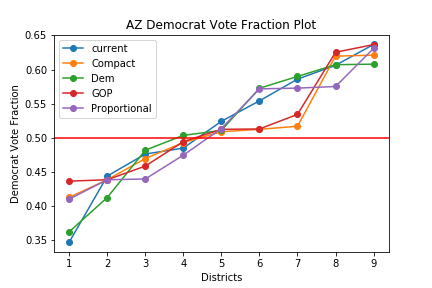 AZ Democrat Vote Fraction Plot
current
Compact
Dem
GOP
Proportional
Democrat Vote Fraction
0.65
0.60
0.55
0.50
0.45
0.40
0.35
1 2 3 4 5 6 7 8 9
Districts